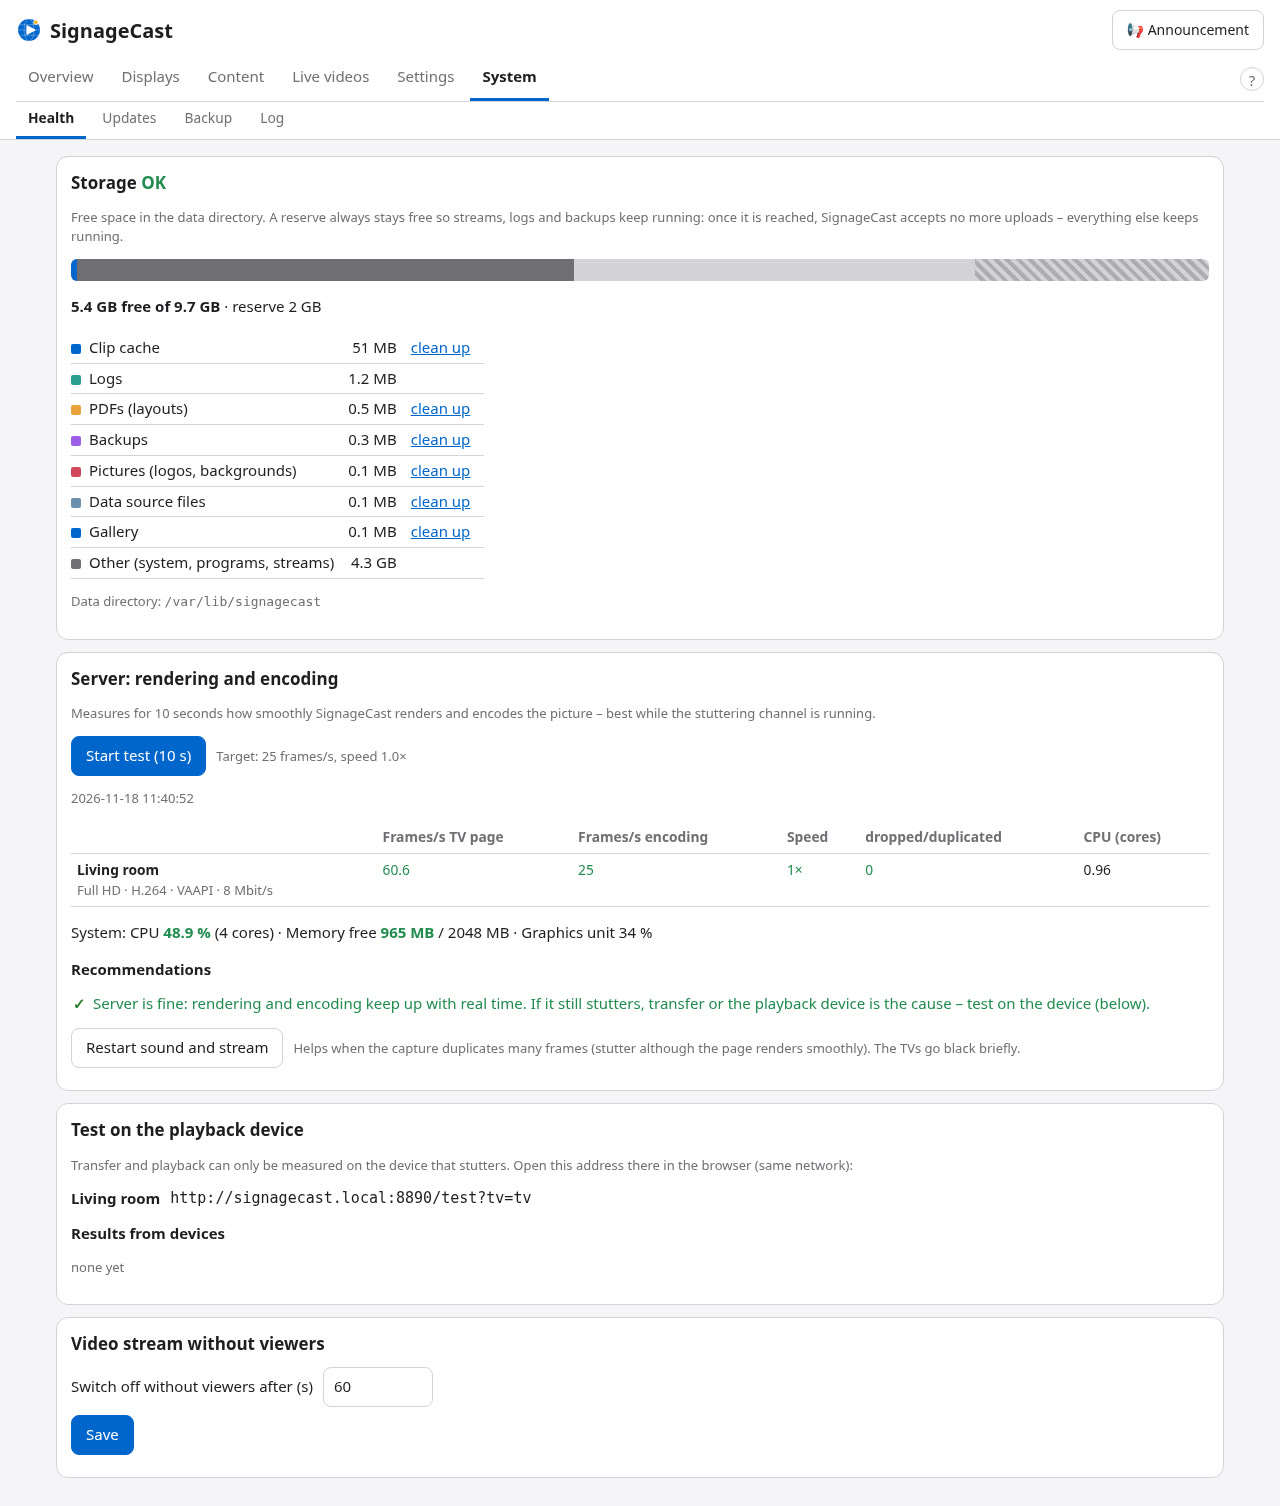 SignageCast
Announcement
Overview Displays Content Live videos Settings System
?
Health Updates Backup Log
Storage OK
Free space in the data directory. A reserve always stays free so streams, logs and backups keep running: once it is reached, SignageCast accepts no more uploads – everything else keeps
running.
5.4 GB free of 9.7 GB · reserve 2 GB
Clip cache 51 MB clean up
Logs 1.2 MB
PDFs (layouts) 0.5 MB clean up
Backups 0.3 MB clean up
Pictures (logos, backgrounds) 0.1 MB clean up
Data source files 0.1 MB clean up
Gallery 0.1 MB clean up
Other (system, programs, streams) 4.3 GB
Data directory: /var/lib/signagecast
Server: rendering and encoding
Measures for 10 seconds how smoothly SignageCast renders and encodes the picture – best while the stuttering channel is running.
Start test (10 s) Target: 25 frames/s, speed 1.0×
2026-11-18 11:40:52
Frames/s TV page Frames/s encoding Speed dropped/duplicated CPU (cores)
Living room 60.6 25 1× 0 0.96
Full HD · H.264 · VAAPI · 8 Mbit/s
System: CPU 48.9 % (4 cores) · Memory free 965 MB / 2048 MB · Graphics unit 34 %
Recommendations
✓ Server is fine: rendering and encoding keep up with real time. If it still stutters, transfer or the playback device is the cause – test on the device (below).
Restart sound and stream Helps when the capture duplicates many frames (stutter although the page renders smoothly). The TVs go black briefly.
Test on the playback device
Transfer and playback can only be measured on the device that stutters. Open this address there in the browser (same network):
Living room http://signagecast.local:8890/test?tv=tv
Results from devices
none yet
Video stream without viewers
Switch off without viewers after (s) 60
Save